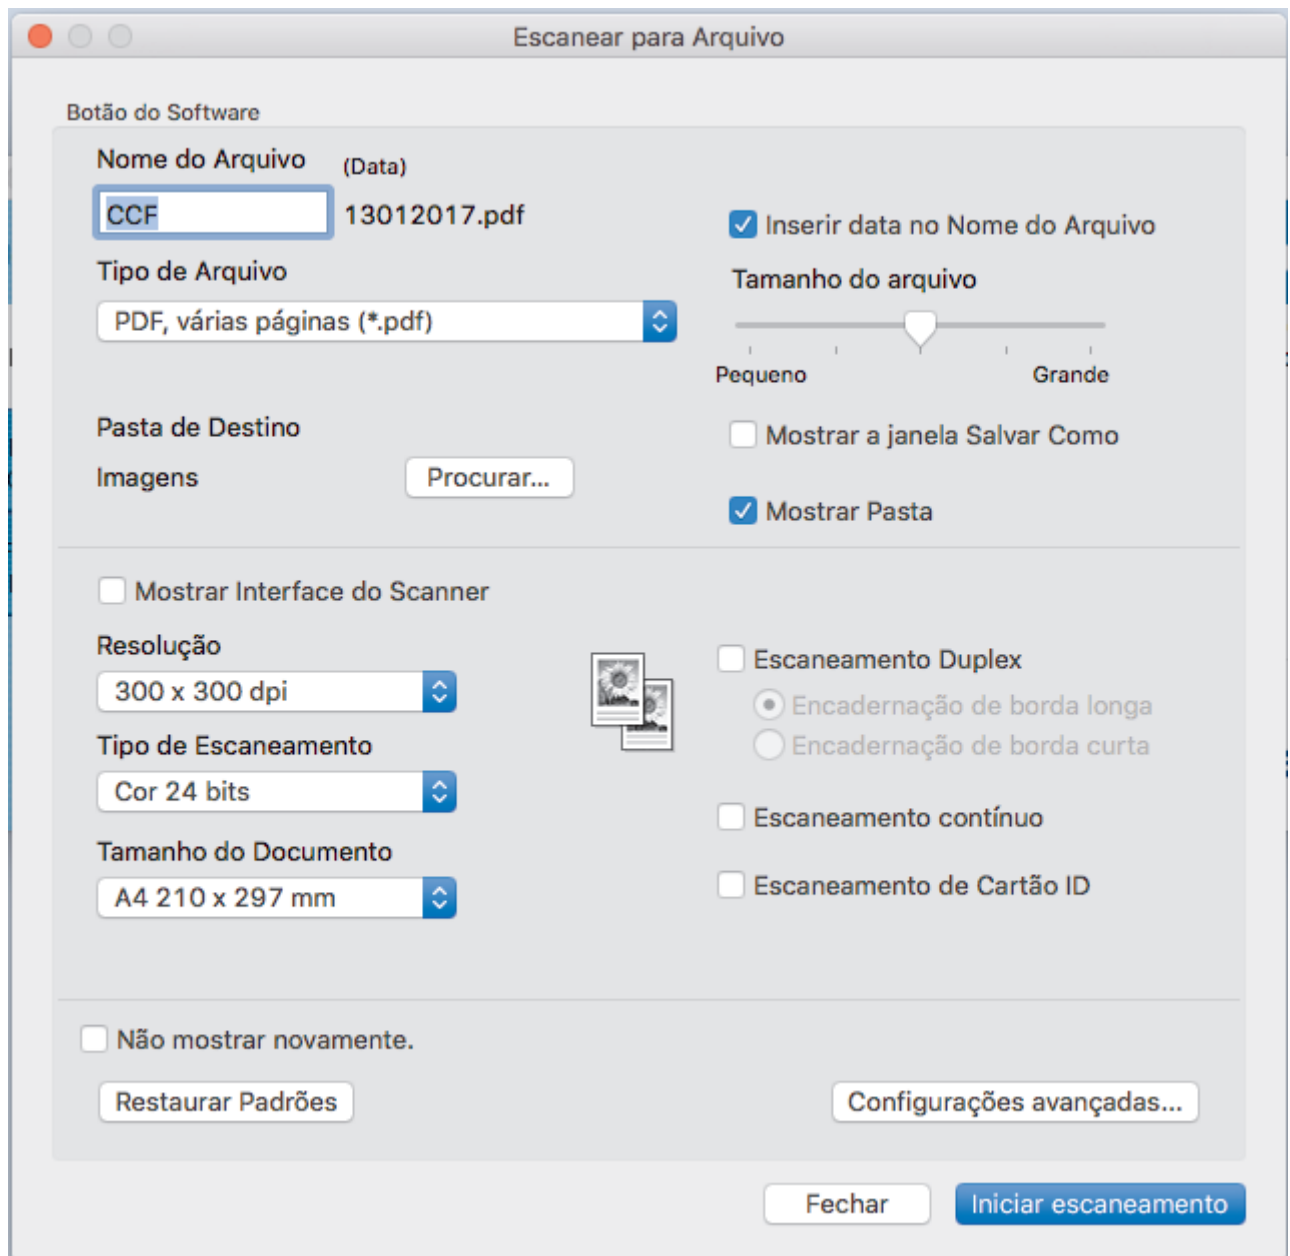 Escanear para Arquivo
Botão do Software
Nome do Arquivo (Data)
CCF 13012017.pdf
Inserir data no Nome do Arquivo
Tipo de Arquivo
Tamanho do arquivo
PDF, várias páginas (*.pdf)
Pequeno Grande
Pasta de Destino
Mostrar a janela Salvar Como
Imagens Procurar...
Mostrar Pasta
Mostrar Interface do Scanner
Resolução
300 x 300 dpi
Tipo de Escaneamento
Cor 24 bits
Tamanho do Documento
A4 210 x 297 mm
Escaneamento Duplex
Encadernação de borda longa
Encadernação de borda curta
Escaneamento contínuo
Escaneamento de Cartão ID
Não mostrar novamente.
Restaurar Padrões Configurações avançadas...
Fechar Iniciar escaneamento